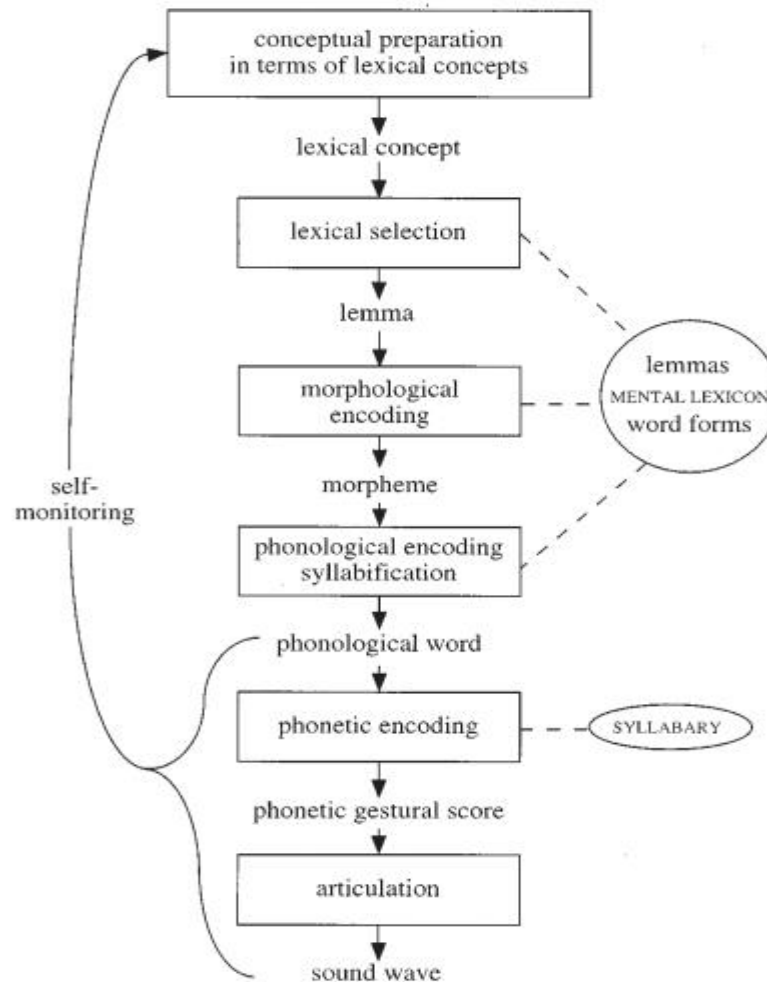 conceptual preparation
in terms of lexical concepts
lexical concept
lexical selection
lemma
lemmas
MENTAL LEXICON
word forms
morphological
encoding
morpheme
self-
monitoring
phonological encoding
syllabification
phonological word
phonetic encoding
SYLLABARY
phonetic gestural score
articulation
sound wave